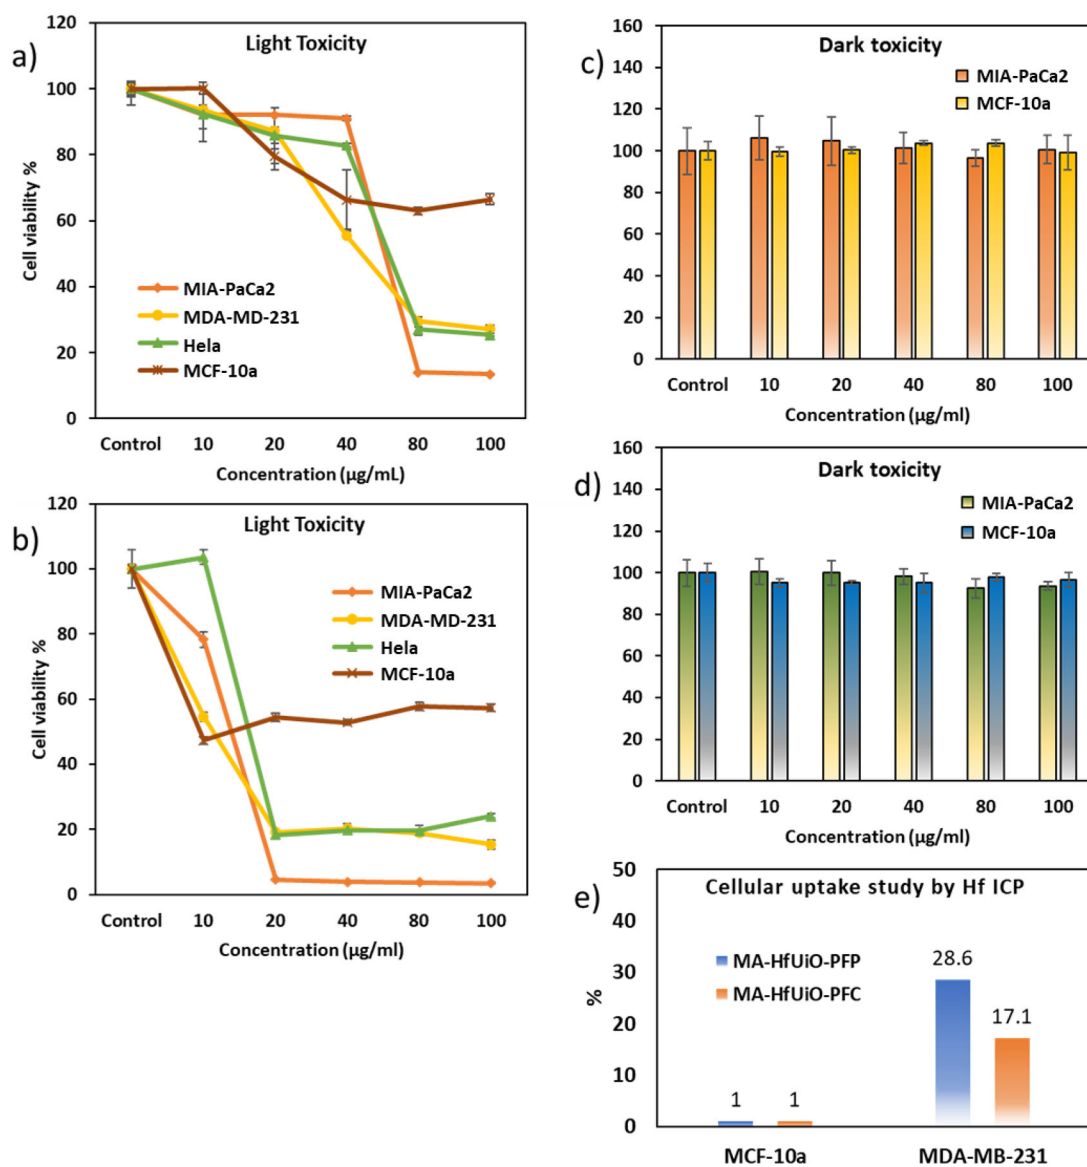 a)
Light Toxicity
120
100
80
60
40
20
0
Cell viability %
MIA-PaCa2
MDA-MD-231
Hela
MCF-10a
Control 10 20 40 80 100
Concentration (µg/mL)
b)
Light Toxicity
120
100
80
60
40
20
0
Cell viability %
MIA-PaCa2
MDA-MD-231
Hela
MCF-10a
Control 10 20 40 80 100
Concentration (µg/ml)
c)
Dark toxicity
160
140
120
100
80
60
40
20
0
MIA-PaCa2
MCF-10a
Control 10 20 40 80 100
Concentration (µg/ml)
d)
Dark toxicity
160
140
120
100
80
60
40
20
0
MIA-PaCa2
MCF-10a
Control 10 20 40 80 100
Concentration (µg/ml)
e)
Cellular uptake study by Hf ICP
50
40
30
20
10
0
%
MA-HfUiO-PFP
MA-HfUiO-PFC
1 1 28.6 17.1
MCF-10a MDA-MB-231